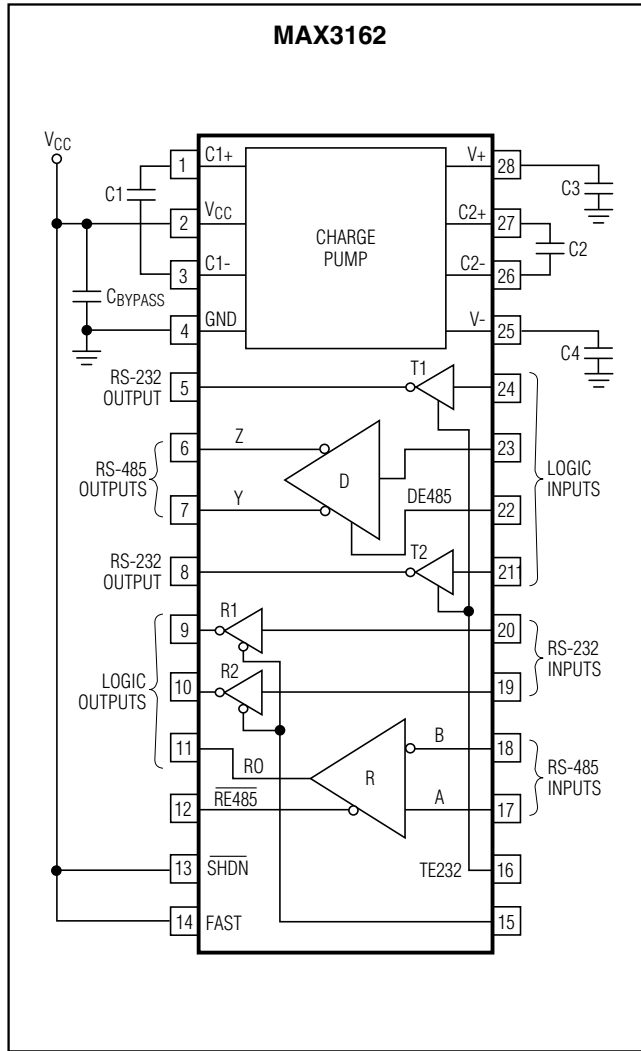 MAX3162
VCC
1 C1+ V+ 28
C1 C3
2 VCC C2+ 27
CHARGE
PUMP
C2
3 C1- C2- 26
CBYPASS
4 GND V- 25
C4
RS-232
OUTPUT
5 T1 24
6 Z 23
RS-485
OUTPUTS
D
LOGIC
INPUTS
7 Y DE485 22
RS-232
OUTPUT
8 T2 211
9 R1 20
RS-232
INPUTS
LOGIC
OUTPUTS
10 R2 19
11 RO B 18
R
RS-485
INPUTS
12 RE485 A 17
13 SHDN TE232 16
14 FAST 15